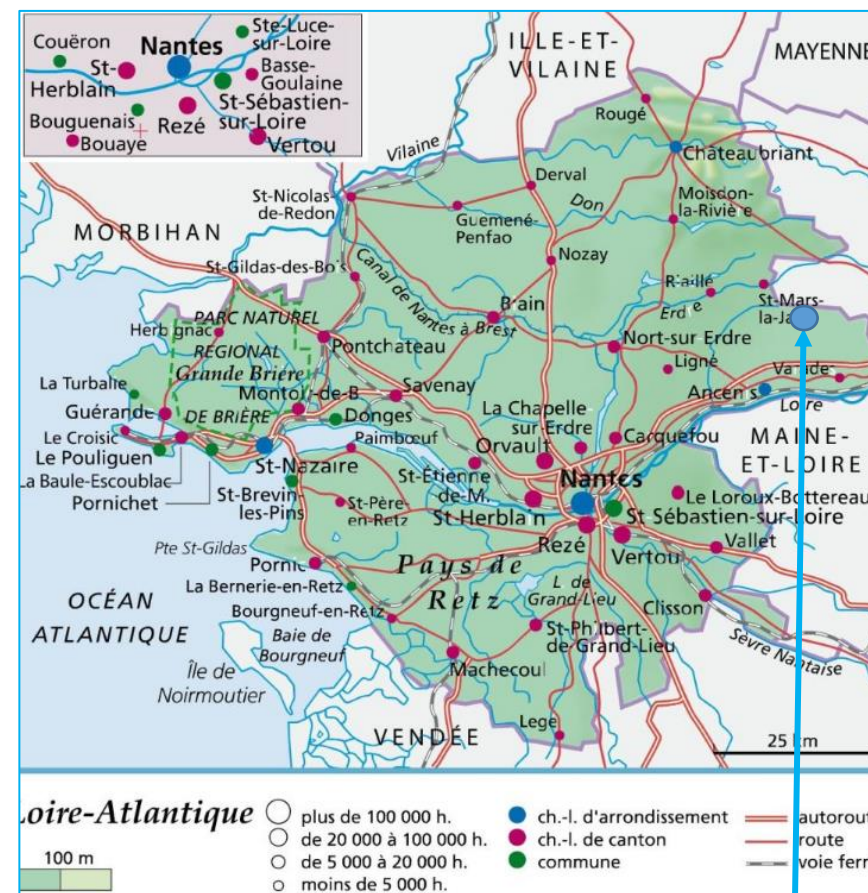 Couëron
Nantes
Ste-Luce-
sur-Loire
St-
Herblain
Basse-
Goulaine
St-Sébastien-
sur-Loire
Bouguenais
Bouaye
Rezé
Vertou
ILLE-ET-
VILAINE
MAYENNE
Rougé
Vilaine
Châteaubriant
Derval
St-Nicolas-
de-Redon
Don
Moisdon-
la-Rivière
Guemené-
Penfao
MORBIHAN
Nozay
St-Gildas-des-Bois
Canal de Nantes à Brest
Riaillé
Erdre
St-Mars-
PARC NATUREL
Herbignac
RÉGIONAL
Pontchateau
Nort-sur Erdre
Grande Brière
Ligné
La Turballe
Savenay
DE BRIÈRE
Donges
La Chapelle
sur-Erdre
Guérande
Loire
Le Croisic
Paimbœuf
Orvault
Carquefou
MAINE-
ET-LOIRE
Le Pouliguen
St-Nazaire
La Baule-Escoublac
St-Étienne
de-M.
Nantes
Pornichet
St-Brevin-
les-Pins
St-Père-
en-Retz
St-Herblain
Le Loroux-Bottereau
St-Sébastien-sur-Loire
Rezé
Vertou
Vallet
Pte St-Gildas
Pornic
Pays de
Retz
La Bernerie-en-Retz
L. de
Grand-Lieu
Clisson
OCÉAN
ATLANTIQUE
Bourgneuf-en-Retz
Baie de
Bourgneuf
St-Philbert-
de-Grand-Lieu
Sèvre Nantaise
Île de
Noirmoutier
Machecoul
Legé
VENDÉE
25 km
Loire-Atlantique
plus de 100 000 h.
de 20 000 à 100 000 h.
de 5 000 à 20 000 h.
moins de 5 000 h.
ch.-l. d'arrondissement
ch.-l. de canton
commune
autorout
route
voie ferr
100 m